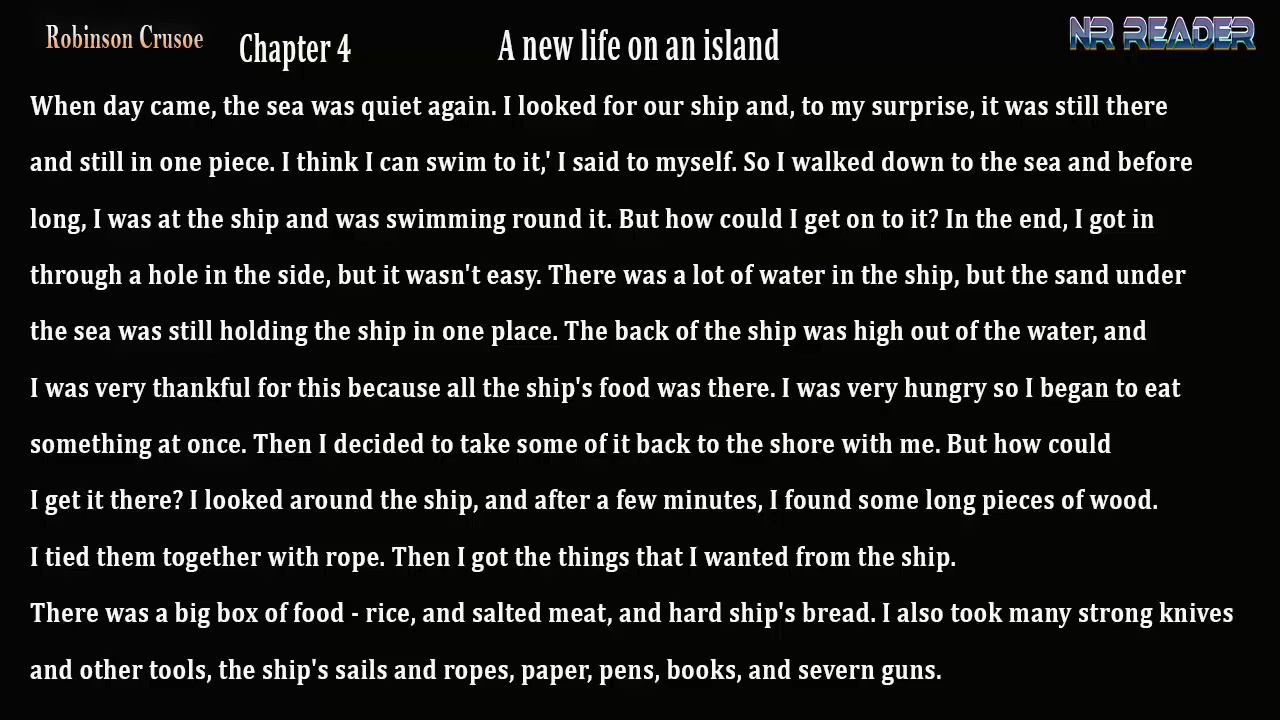 Robinson Crusoe
Chapter 4
A new life on an island
NR READER
When day came, the sea was quiet again. I looked for our ship and, to my surprise, it was still there
and still in one piece. I think I can swim to it,' I said to myself. So I walked down to the sea and before
long, I was at the ship and was swimming round it. But how could I get on to it? In the end, I got in
through a hole in the side, but it wasn't easy. There was a lot of water in the ship, but the sand under
the sea was still holding the ship in one place. The back of the ship was high out of the water, and
I was very thankful for this because all the ship's food was there. I was very hungry so I began to eat
something at once. Then I decided to take some of it back to the shore with me. But how could
I get it there? I looked around the ship, and after a few minutes, I found some long pieces of wood.
I tied them together with rope. Then I got the things that I wanted from the ship.
There was a big box of food - rice, and salted meat, and hard ship's bread. I also took many strong knives
and other tools, the ship's sails and ropes, paper, pens, books, and severn guns.